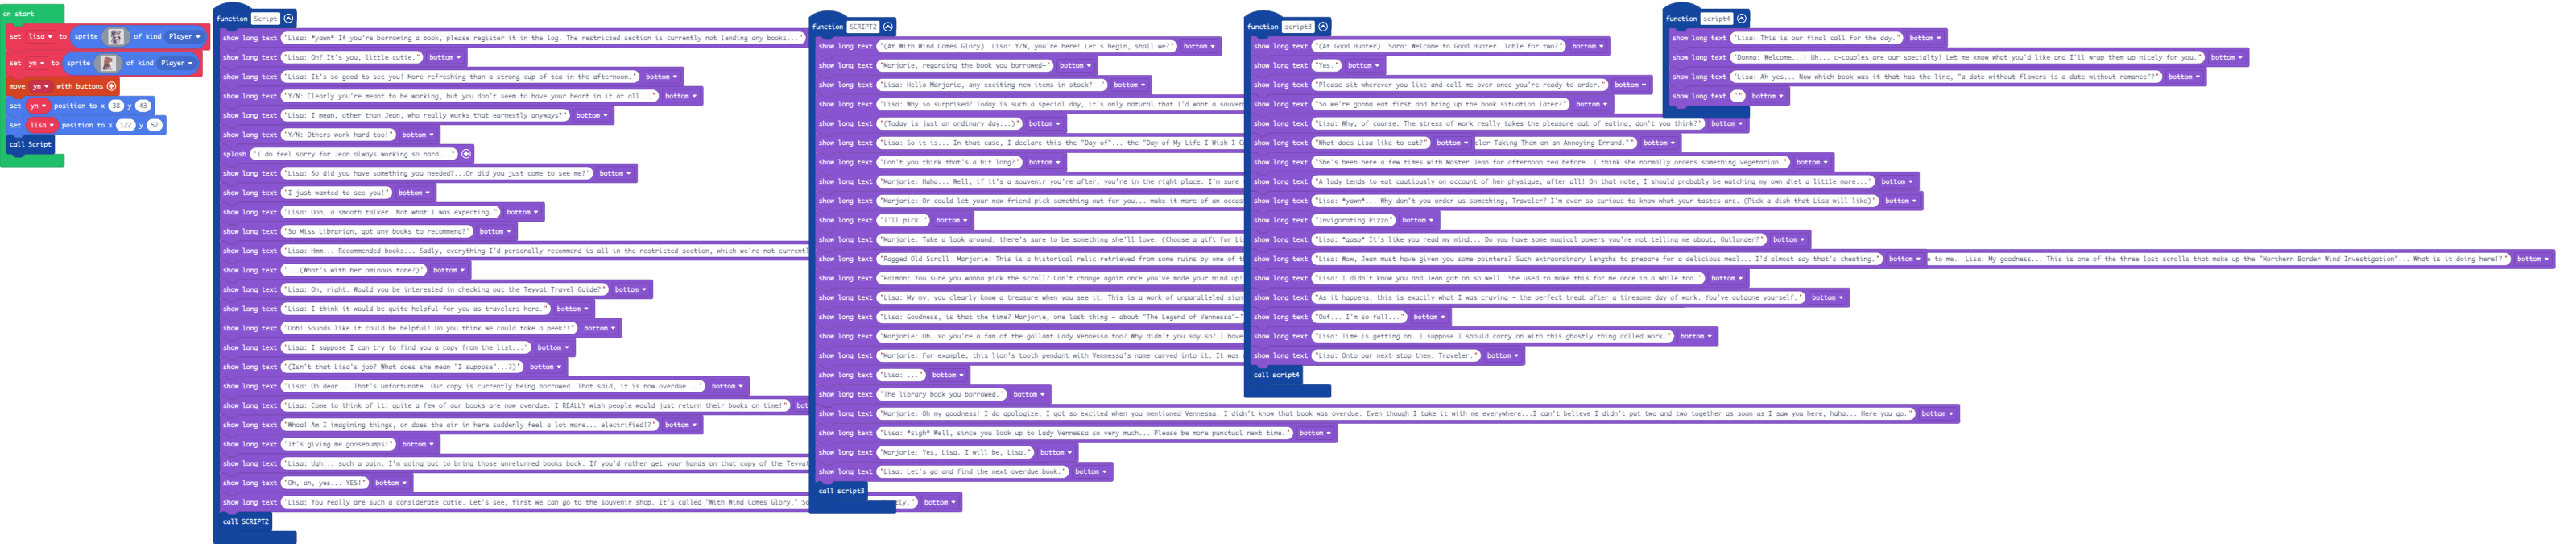 on start
set lisa to sprite of kind Player
set yn to sprite of kind Player
move yn with buttons
set yn position to x 38 y 43
set lisa position to x 122 y 57
call Script
function Script
show long text "Lisa: *yawn* If you're borrowing a book, please register it in the log. The restricted section is currently not lending any books..."
show long text "Lisa: Oh? It's you, little cutie." bottom
show long text "Lisa: It's so good to see you! More refreshing than a strong cup of tea in the afternoon." bottom
show long text "Y/N: Clearly you're meant to be working, but you don't seem to have your heart in it at all..." bottom
show long text "Lisa: I mean, other than Jean, who really works that earnestly anyways?" bottom
show long text "Y/N: Others work hard too!" bottom
splash "I do feel sorry for Jean always working so hard..."
show long text "Lisa: So did you have something you needed?...Or did you just come to see me?" bottom
show long text "I just wanted to see you!" bottom
show long text "Lisa: Ooh, a smooth talker. Not what I was expecting." bottom
show long text "So Miss Librarian, got any books to recommend?" bottom
show long text "Lisa: Hmm... Recommended books... Sadly, everything I'd personally recommend is all in the restricted section, which we're not currentl
show long text "...(What's with her ominous tone?)" bottom
show long text "Lisa: Oh, right. Would you be interested in checking out the Teyvat Travel Guide?" bottom
show long text "Lisa: I think it would be quite helpful for you as travelers here." bottom
show long text "Ooh! Sounds like it could be helpful! Do you think we could take a peek?!" bottom
show long text "Lisa: I suppose I can try to find you a copy from the list..." bottom
show long text "(Isn't that Lisa's job? What does she mean "I suppose"...?)" bottom
show long text "Lisa: Oh dear... That's unfortunate. Our copy is currently being borrowed. That said, it is now overdue..." bottom
show long text "Lisa: Come to think of it, quite a few of our books are now overdue. I REALLY wish people would just return their books on time!" bot
show long text "Whoa! Am I imagining things, or does the air in here suddenly feel a lot more... electrified!?" bottom
show long text "It's giving me goosebumps!" bottom
show long text "Lisa: Ugh... such a pain. I'm going out to bring those unreturned books back. If you'd rather get your hands on that copy of the Teyvat
show long text "Oh, ah, yes... YES!" bottom
show long text "Lisa: You really are such a considerate cutie. Let's see, first we can go to the souvenir shop. It's called "With Wind Comes Glory." So
tly." bottom
call SCRIPT2
function SCRIPT2
show long text "(At With Wind Comes Glory) Lisa: Y/N, you're here! Let's begin, shall we?" bottom
show long text "Marjorie, regarding the book you borrowed—" bottom
show long text "Lisa: Hello Marjorie, any exciting new items in stock? " bottom
show long text "Lisa: Why so surprised? Today is such a special day, it's only natural that I'd want a souven
show long text "(Today is just an ordinary day...)" bottom
show long text "Lisa: So it is... In that case, I declare this the "Day of"... the "Day of My Life I Wish I C
show long text "Don't you think that's a bit long?" bottom
show long text "Marjorie: Haha... Well, if it's a souvenir you're after, you're in the right place. I'm sure
show long text "Marjorie: Or could let your new friend pick something out for you... make it more of an occas
show long text "I'll pick." bottom
show long text "Marjorie: Take a look around, there's sure to be something she'll love. (Choose a gift for Li
show long text "Ragged Old Scroll Marjorie: This is a historical relic retrieved from some ruins by one of th
show long text "Paimon: You sure you wanna pick the scroll? Can't change again once you've made your mind up!
show long text "Lisa: My my, you clearly know a treasure when you see it. This is a work of unparalleled sign
show long text "Lisa: Goodness, is that the time? Marjorie, one last thing — about "The Legend of Vennessa"—"
show long text "Marjorie: Oh, so you're a fan of the gallant Lady Vennessa too? Why didn't you say so? I have
show long text "Marjorie: For example, this lion's tooth pendant with Vennessa's name carved into it. It was
show long text "Lisa: ..." bottom
show long text "The library book you borrowed." bottom
show long text "Marjorie: Oh my goodness! I do apologize, I got so excited when you mentioned Vennessa. I didn't know that book was overdue. Even though I take it with me everywhere...I can't believe I didn't put two and two together as soon as I saw you here, haha... Here you go." bottom
show long text "Lisa: *sigh* Well, since you look up to Lady Vennessa so very much... Please be more punctual next time." bottom
show long text "Marjorie: Yes, Lisa. I will be, Lisa." bottom
show long text "Lisa: Let's go and find the next overdue book." bottom
call script3
function script3
show long text "(At Good Hunter) Sara: Welcome to Good Hunter. Table for two?" bottom
show long text "Yes." bottom
show long text "Please sit wherever you like and call me over once you're ready to order." bottom
show long text "So we're gonna eat first and bring up the book situation later?" bottom
show long text "Lisa: Why, of course. The stress of work really takes the pleasure out of eating, don't you think?" bottom
show long text "What does Lisa like to eat?" bottom eler Taking Them on an Annoying Errand."" bottom
show long text "She's been here a few times with Master Jean for afternoon tea before. I think she normally orders something vegetarian." bottom
show long text "A lady tends to eat cautiously on account of her physique, after all! On that note, I should probably be watching my own diet a little more..." bottom
show long text "Lisa: *yawn*... Why don't you order us something, Traveler? I'm ever so curious to know what your tastes are. (Pick a dish that Lisa will like)" bottom
show long text "Invigorating Pizza" bottom
show long text "Lisa: *gasp* It's like you read my mind... Do you have some magical powers you're not telling me about, Outlander?" bottom
show long text "Lisa: Wow, Jean must have given you some pointers? Such extraordinary lengths to prepare for a delicious meal... I'd almost say that's cheating." bottom e to me. Lisa: My goodness... This is one of the three lost scrolls that make up the "Northern Border Wind Investigation"... What is it doing here!?" bottom
show long text "Lisa: I didn't know you and Jean got on so well. She used to make this for me once in a while too." bottom
show long text "As it happens, this is exactly what I was craving - the perfect treat after a tiresome day of work. You've outdone yourself." bottom
show long text "Oof... I'm so full..." bottom
show long text "Lisa: Time is getting on. I suppose I should carry on with this ghastly thing called work." bottom
show long text "Lisa: Onto our next stop then, Traveler." bottom
call script4
function script4
show long text "Lisa: This is our final call for the day." bottom
show long text "Donna: Welcome...! Uh... c—couples are our specialty! Let me know what you'd like and I'll wrap them up nicely for you." bottom
show long text "Lisa: Ah yes... Now which book was it that has the line, "a date without flowers is a date without romance"?" bottom
show long text "" bottom